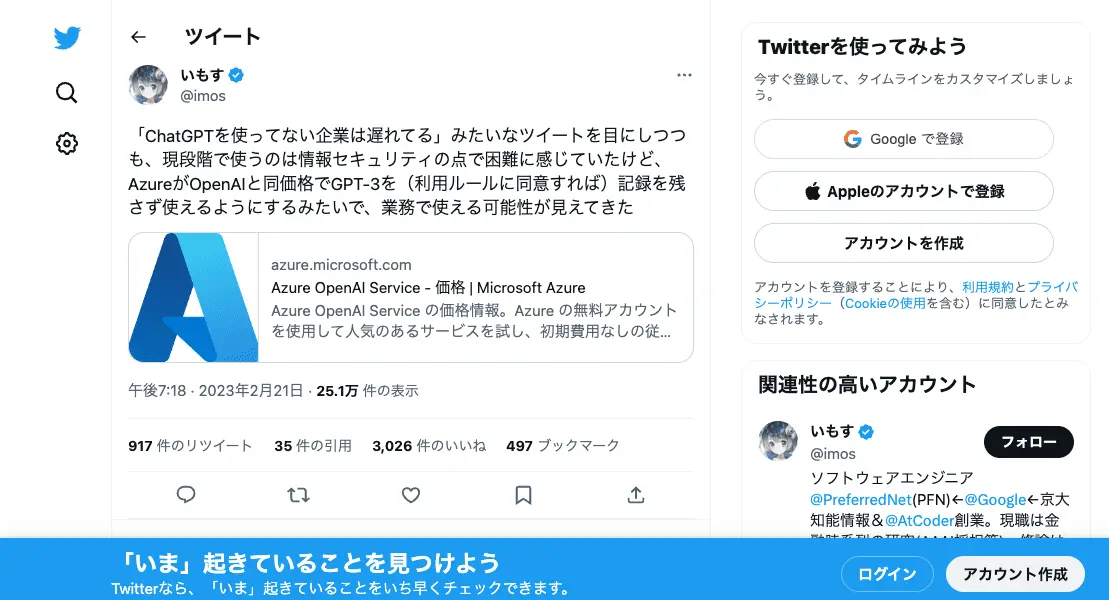 ツイート
いもす
@imos
「ChatGPTを使ってない企業は遅れてる」みたいなツイートを目にしつつ
も、現段階で使うのは情報セキュリティの点で困難に感じていたけど、
AzureがOpenAIと同価格でGPT-3を（利用ルールに同意すれば）記録を残
さず使えるようにするみたいで、業務で使える可能性が見えてきた
azure.microsoft.com
Azure OpenAI Service - 価格 | Microsoft Azure
Azure OpenAI Service の価格情報。Azure の無料アカウント
を使用して人気のあるサービスを試し、初期費用なしの従...
午後7:18 · 2023年2月21日 · 25.1万 件の表示
917 件のリツイート 35 件の引用 3,026 件のいいね 497 ブックマーク
Twitterを使ってみよう
今すぐ登録して、タイムラインをカスタマイズしましょ
う。
Google で登録
Appleのアカウントで登録
アカウントを作成
アカウントを登録することにより、利用規約とプライバ
シーポリシー（Cookieの使用を含む）に同意したとみ
なされます。
関連性の高いアカウント
いもす
@imos
フォロー
ソフトウェアエンジニア
@PreferredNet(PFN)←@Google←京大
知能情報＆@AtCoder創業。現職は金
「いま」起きていることを見つけよう
Twitterなら、「いま」起きていることをいち早くチェックできます。
ログイン
アカウント作成